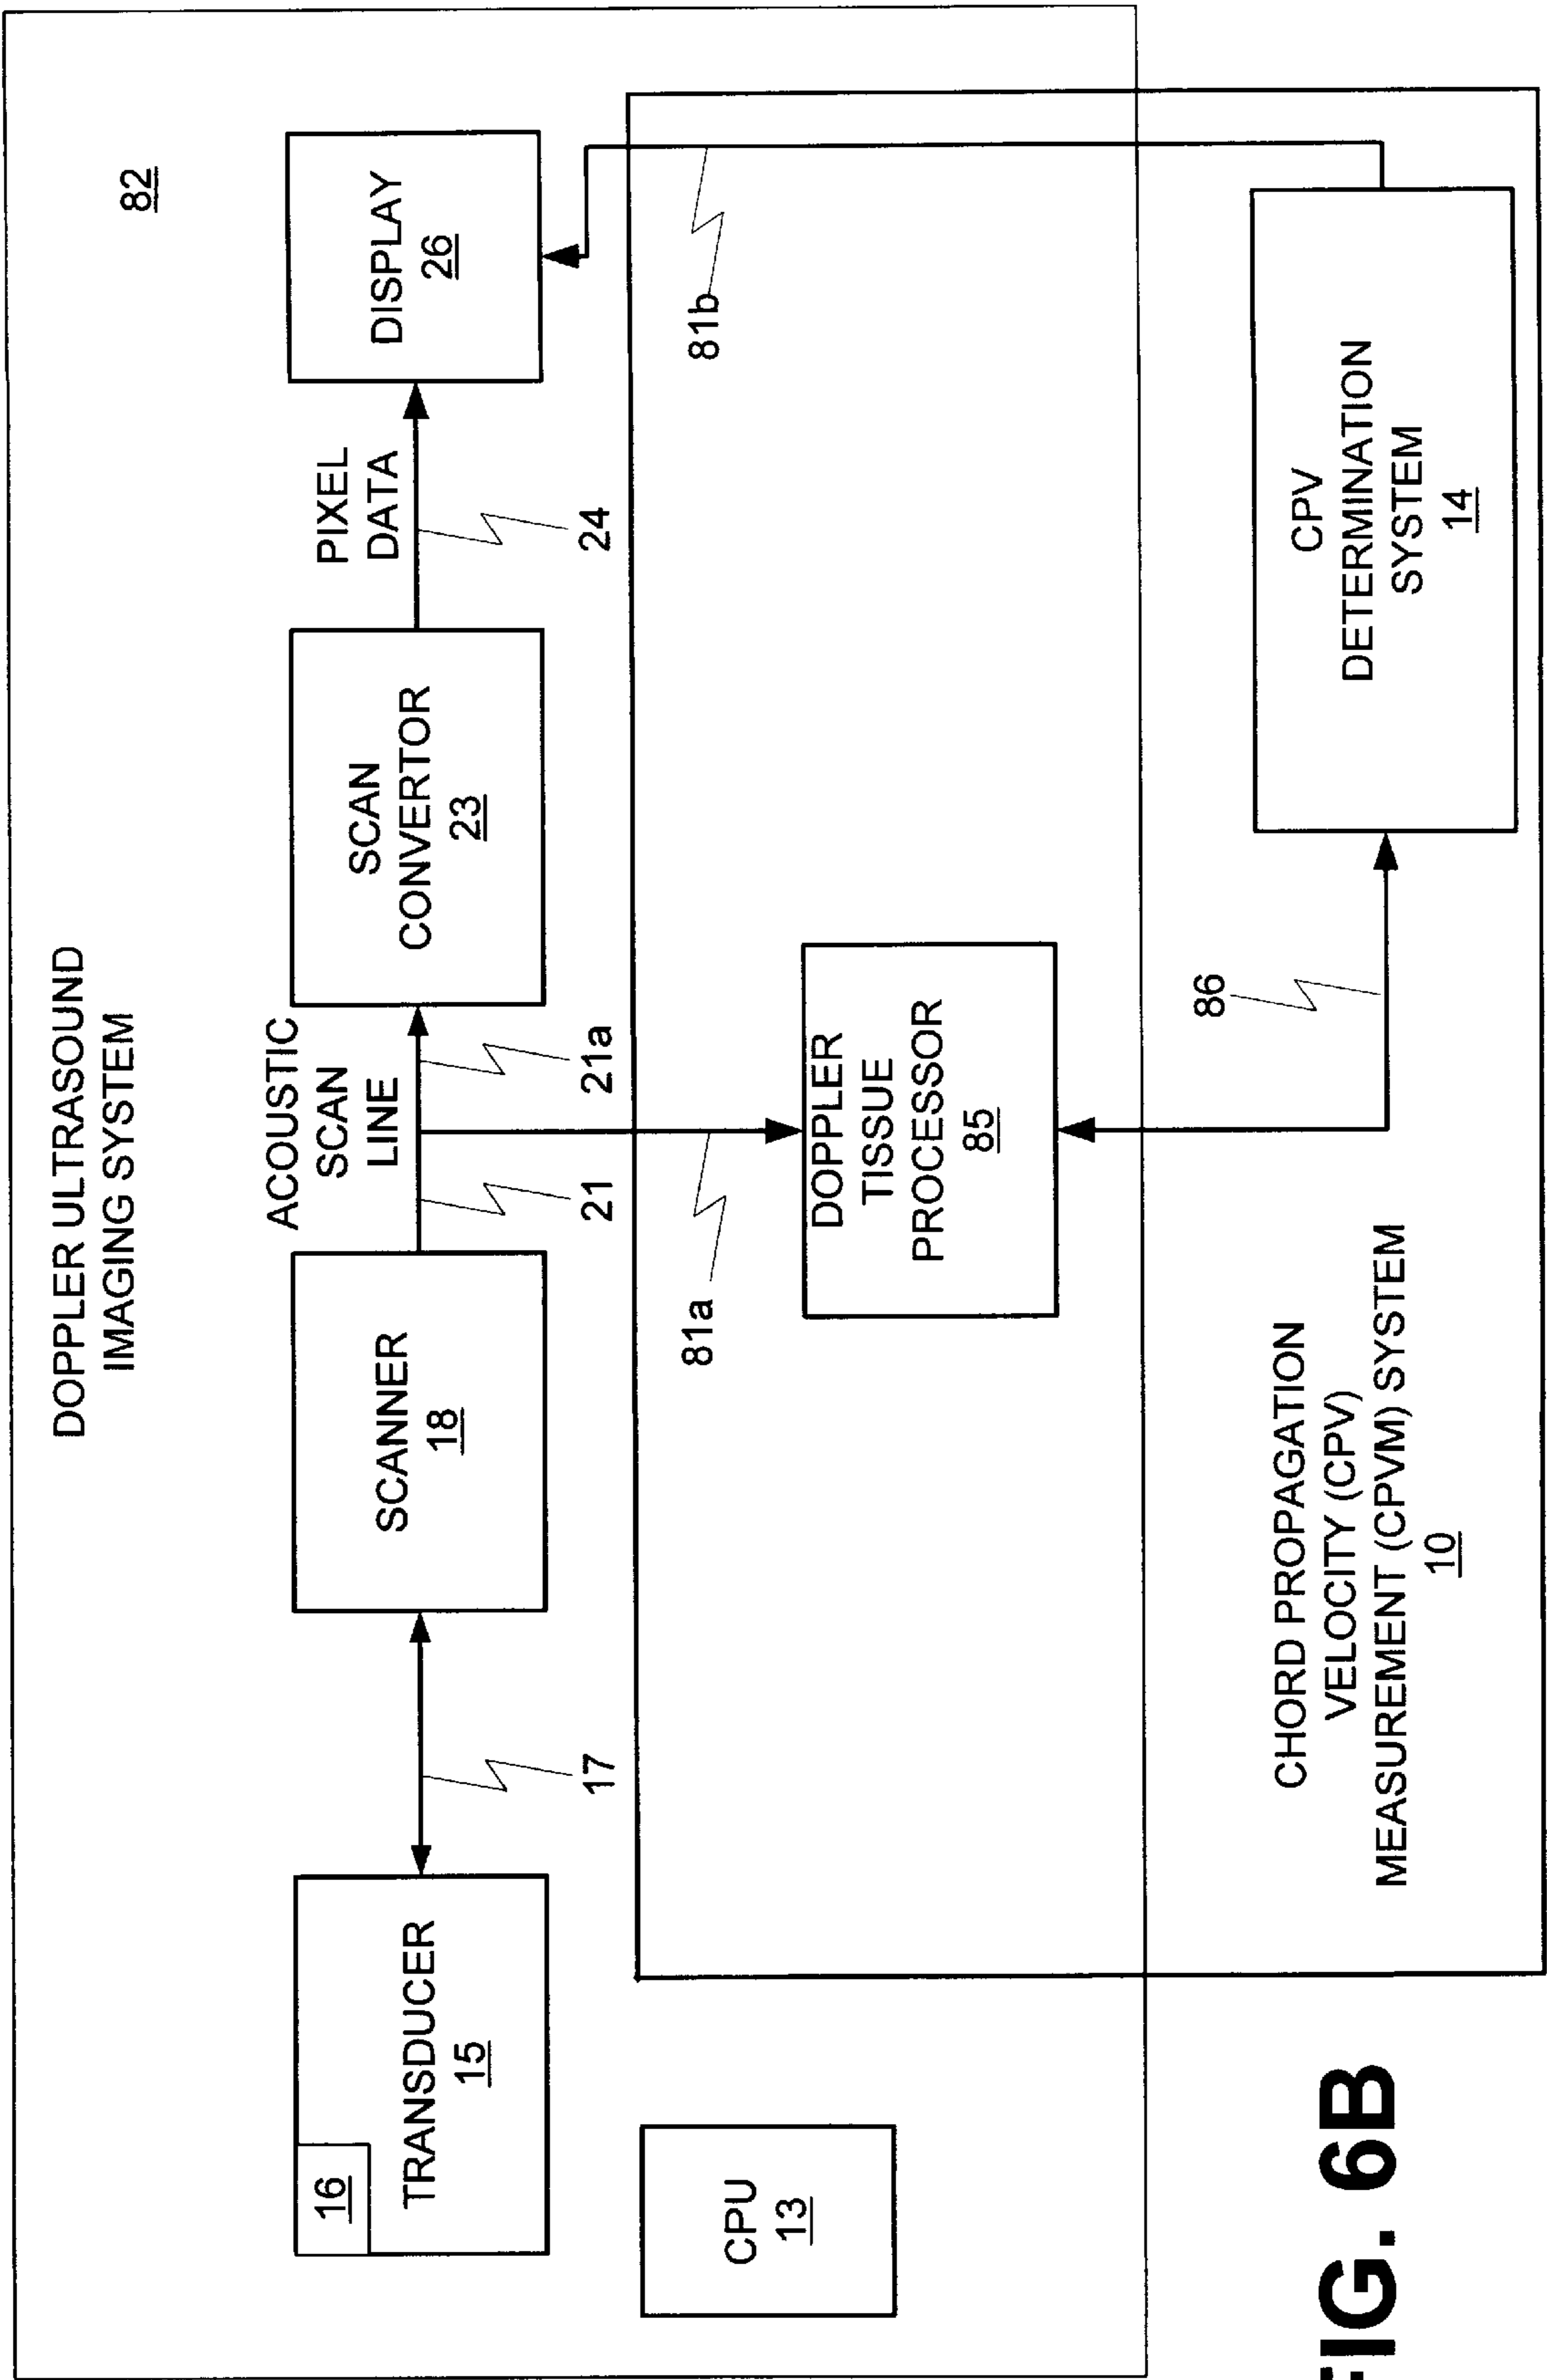 DOPPLER ULTRASOUND
IMAGING SYSTEM
82
16
TRANSDUCER
15
17
SCANNER
18
ACOUSTIC
SCAN
LINE
21
21a
SCAN
CONVERTOR
23
PIXEL
DATA
24
DISPLAY
26
CPU
13
81a
81b
DOPPLER
TISSUE
PROCESSOR
85
86
CHORD PROPAGATION
VELOCITY (CPV)
MEASUREMENT (CPVM) SYSTEM
10
CPV
DETERMINATION
SYSTEM
14
FIG. 6B